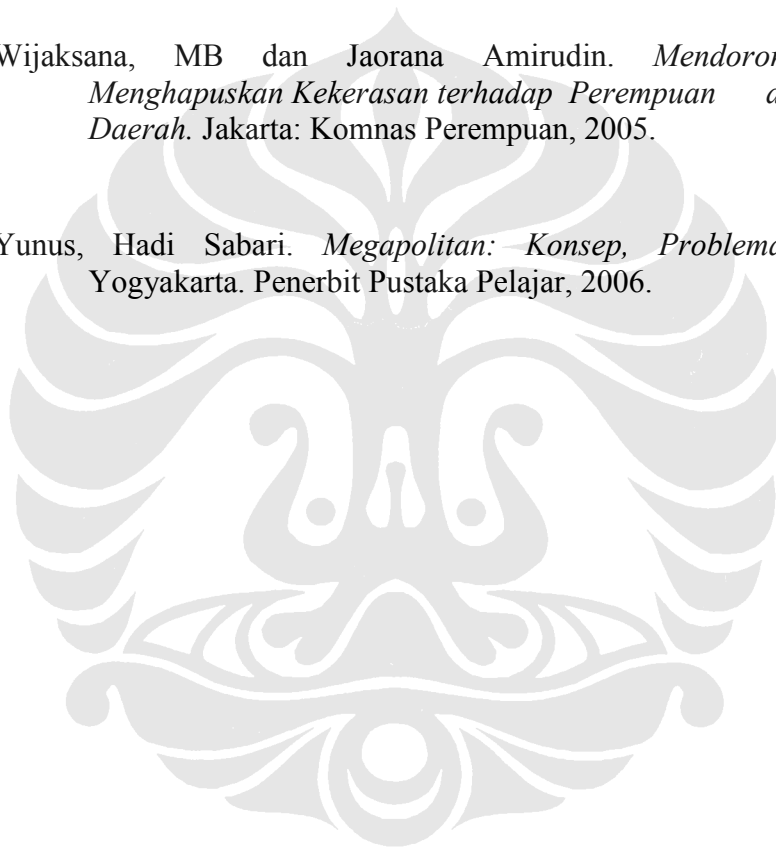 Wijaksana, MB dan Jaorana Amirudin. Mendoron
Menghapuskan Kekerasan terhadap Perempuan d
Daerah. Jakarta: Komnas Perempuan, 2005.
Yunus, Hadi Sabari. Megapolitan: Konsep, Problema
Yogyakarta. Penerbit Pustaka Pelajar, 2006.